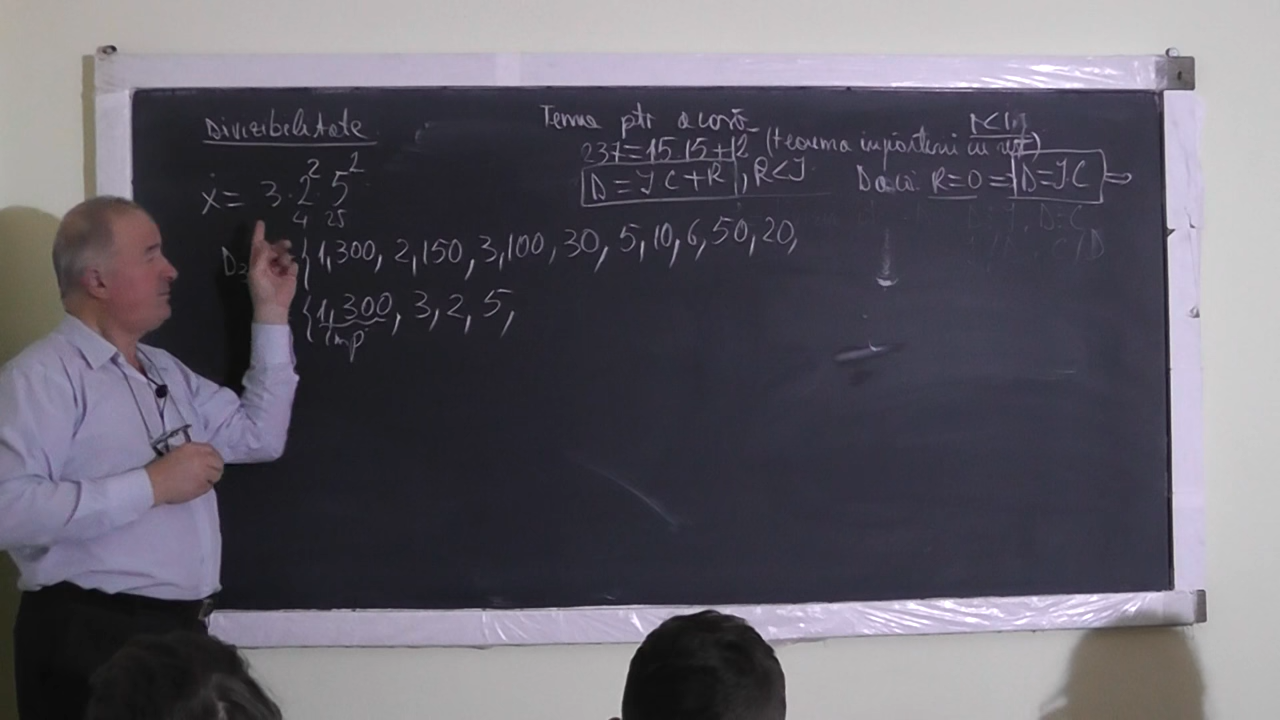 Divizibilitate
x = 3·2² 5²
4 25
{1,300, 2,150, 3,100, 30, 5, 10, 6, 50, 20,
{1,300, 3, 2, 5,
imp
Tema ptr acasă
237=15 15+12 (teorema împărțirii cu rest)
D = I C + R, R<I
Dacă R=0 ⇒ D=I C ⇒
D:I, D:C
C/D